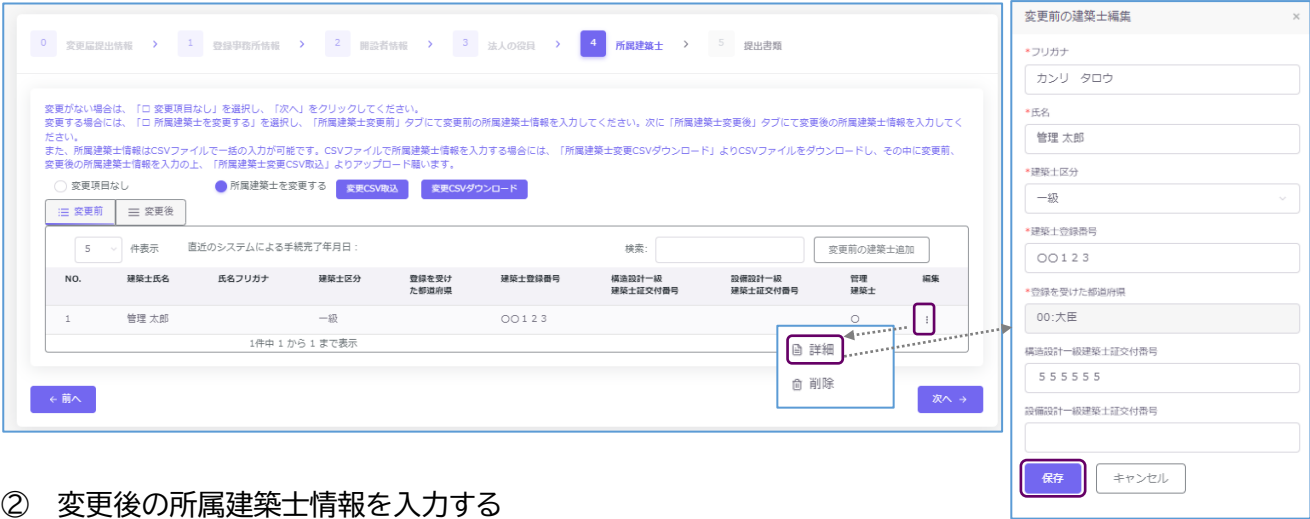 0 変更届提出情報 > 1 登録事務所情報 > 2 開設者情報 > 3 法人の役員 > 4 所属建築士 > 5 提出書類
変更がない場合は、「□ 変更項目なし」を選択し、「次へ」をクリックしてください。
変更する場合には、「□ 所属建築士を変更する」を選択し、「所属建築士変更前」タブにて変更前の所属建築士情報を入力してください。次に「所属建築士変更後」タブにて変更後の所属建築士情報を入力してく
ださい。
また、所属建築士情報はCSVファイルで一括の入力が可能です。CSVファイルで所属建築士情報を入力する場合には、「所属建築士変更CSVダウンロード」よりCSVファイルをダウンロードし、その中に変更前、
変更後の所属建築士情報を入力の上、「所属建築士変更CSV取込」よりアップロード願います。
変更項目なし 所属建築士を変更する 変更CSV取込 変更CSVダウンロード
変更前 変更後
5 件表示 直近のシステムによる手続完了年月日： 検索: 変更前の建築士追加
NO. 建築士氏名 氏名フリガナ 建築士区分 登録を受け 建築士登録番号 構造設計一級 設備設計一級 管理 編集
た都道府県 建築士証交付番号 建築士証交付番号 建築士
1 管理 太郎 一級 〇〇１２３ 〇
1件中 1 から 1 まで表示
詳細
削除
← 前へ 次へ →
変更前の建築士編集 ×
*フリガナ
カンリ タロウ
*氏名
管理 太郎
*建築士区分
一級
*建築士登録番号
〇〇１２３
*登録を受けた都道府県
00:大臣
構造設計一級建築士証交付番号
５５５５５５
設備設計一級建築士証交付番号
保存 キャンセル
② 変更後の所属建築士情報を入力する